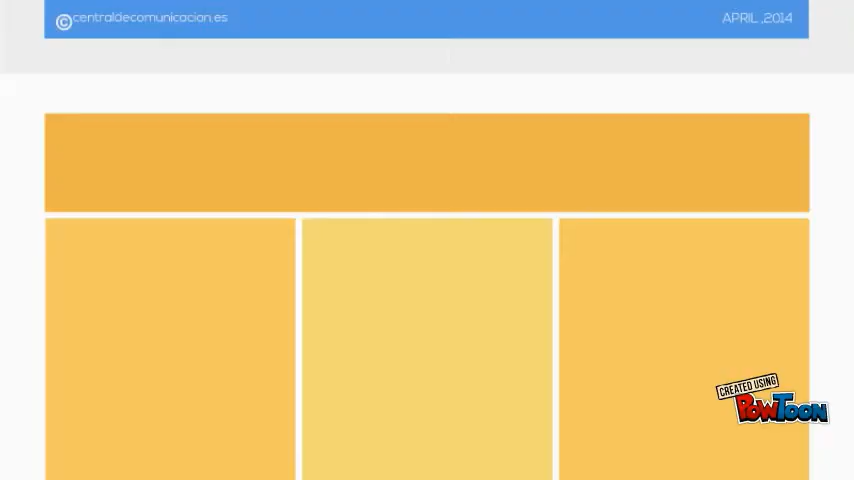 ©centraldecomunicacion.es
APRIL ,2014
CREATED USING
POWTOON